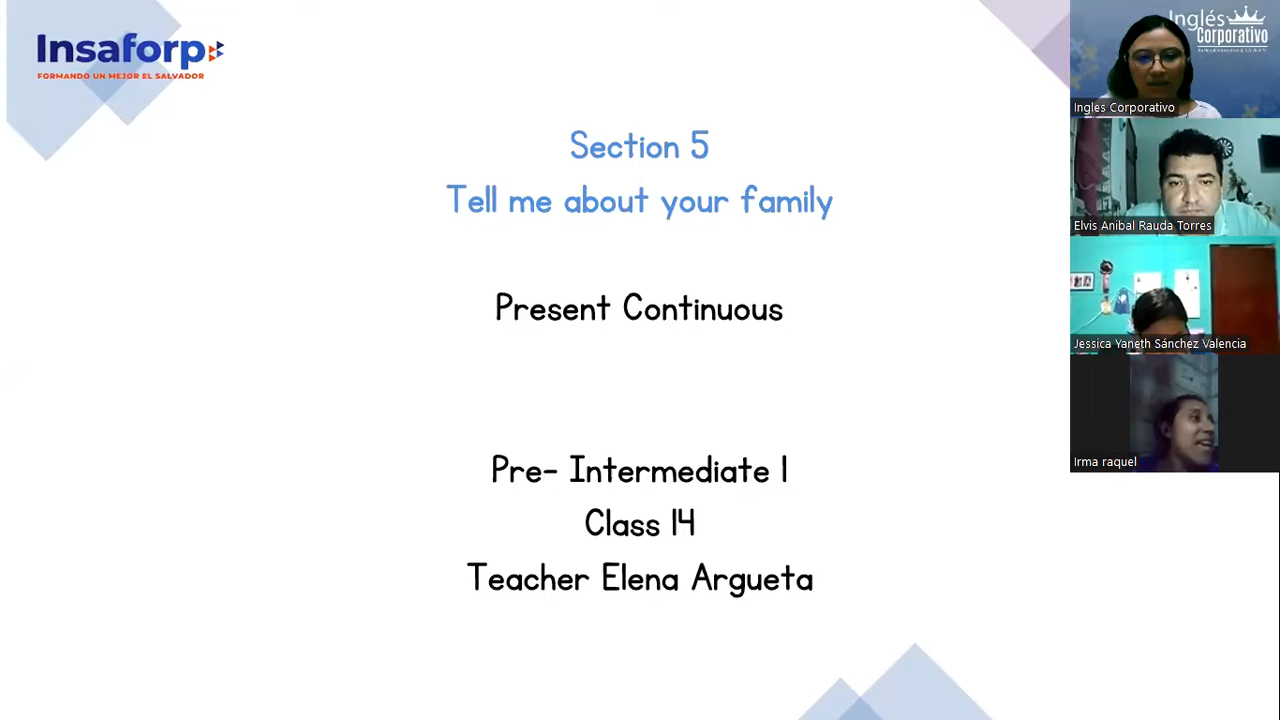 Insaforp
FORMANDO UN MEJOR EL SALVADOR
Section 5
Tell me about your family
Present Continuous
Pre- Intermediate 1
Class 14
Teacher Elena Argueta
Inglés
Corporativo
Ingles Corporativo
Elvis Anibal Rauda Torres
Jessica Yaneth Sánchez Valencia
Irma raquel